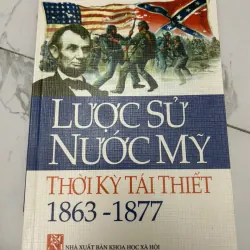 LƯỢC SỬ
NƯỚC MỸ
THỜI KỲ TÁI THIẾT
1863 - 1877
NHÀ XUẤT BẢN KHOA HỌC XÃ HỘI